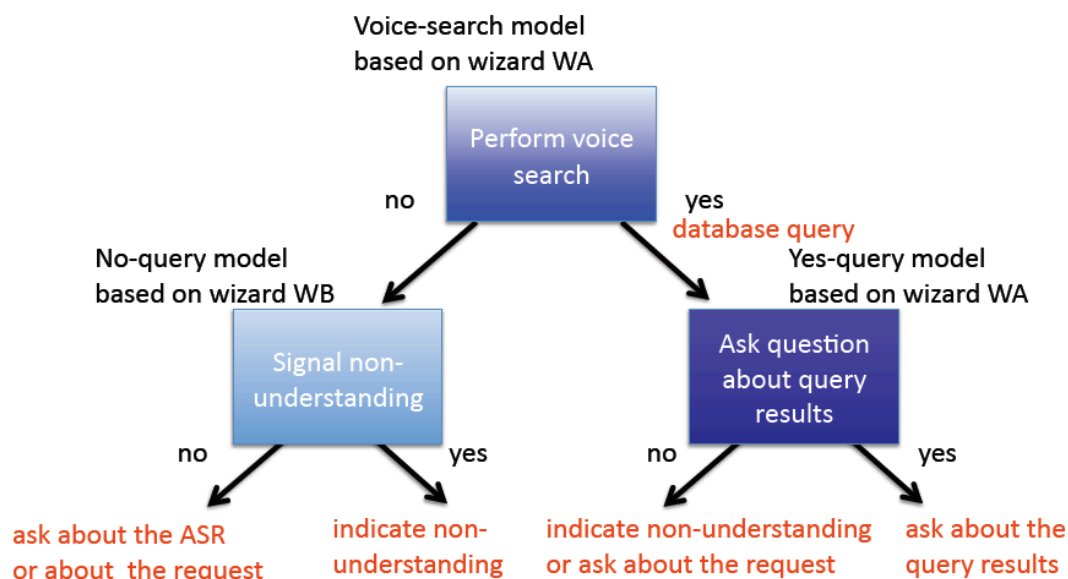 Voice-search model
based on wizard WA
Perform voice
search
no
yes
database query
No-query model
based on wizard WB
Yes-query model
based on wizard WA
Signal non-
understanding
Ask question
about query
results
no
yes
no
yes
ask about the ASR
or about the request
indicate non-
understanding
indicate non-understanding
or ask about the request
ask about the
query results